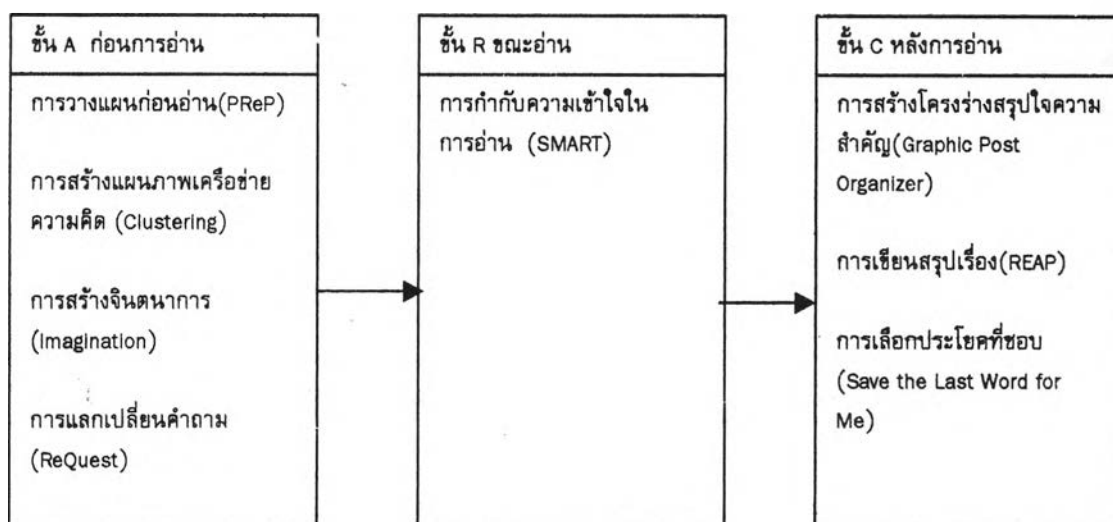 ขั้น A ก่อนการอ่าน
การวางแผนก่อนอ่าน(PReP)
การสร้างแผนภาพเครือข่าย
ความคิด (Clustering)
การสร้างจินตนาการ
(Imagination)
การแลกเปลี่ยนคำถาม
(ReQuest)
ขั้น R ขณะอ่าน
การกำกับความเข้าใจใน
การอ่าน (SMART)
ขั้น C หลังการอ่าน
การสร้างโครงร่างสรุปใจความ
สำคัญ(Graphic Post
Organizer)
การเขียนสรุปเรื่อง(REAP)
การเลือกประโยคที่ชอบ
(Save the Last Word for
Me)